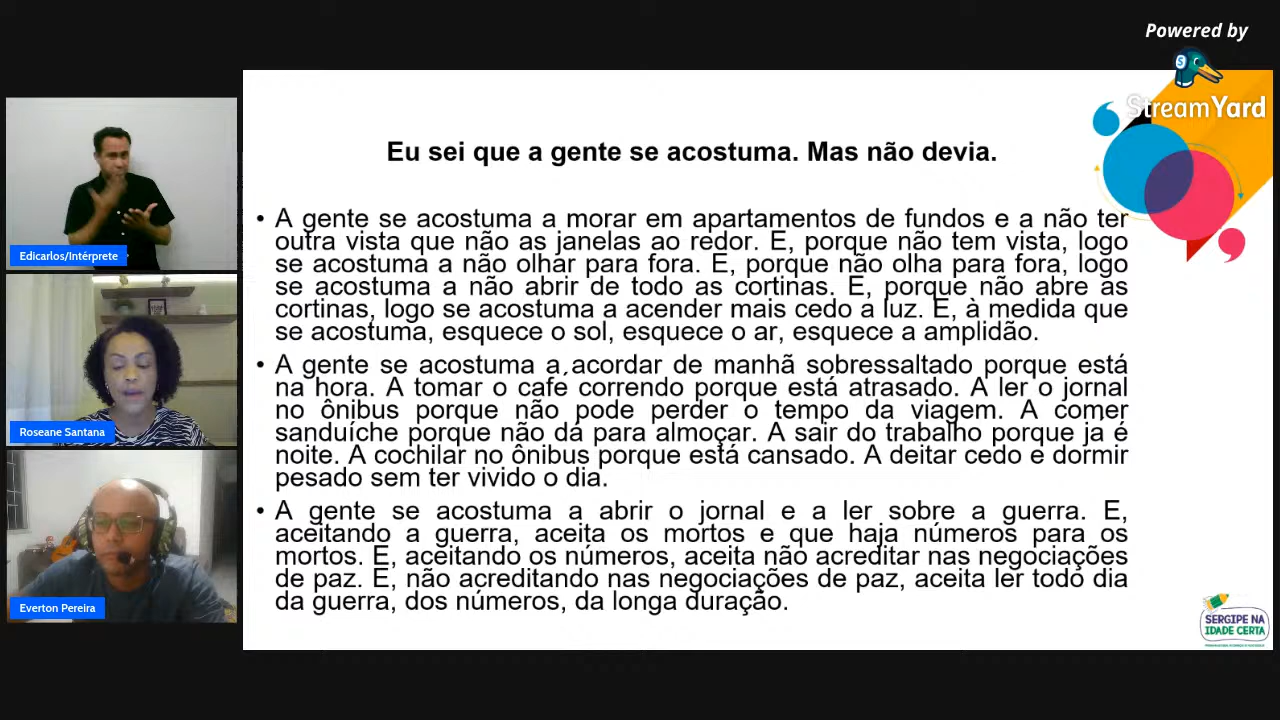 Powered by
StreamYard
Edicarlos/Intérprete
Roseane Santana
Everton Pereira
Eu sei que a gente se acostuma. Mas não devia.
• A gente se acostuma a morar em apartamentos de fundos e a não ter
outra vista que não as janelas ao redor. E, porque não tem vista, logo
se acostuma a não olhar para fora. E, porque não olha para fora, logo
se acostuma a não abrir de todo as cortinas. E, porque não abre as
cortinas, logo se acostuma a acender mais cedo a luz. E, à medida que
se acostuma, esquece o sol, esquece o ar, esquece a amplidão.
• A gente se acostuma a acordar de manhã sobressaltado porque está
na hora. A tomar o café correndo porque está atrasado. A ler o jornal
no ônibus porque não pode perder o tempo da viagem. A comer
sanduíche porque não dá para almoçar. A sair do trabalho porque já é
noite. A cochilar no ônibus porque está cansado. A deitar cedo e dormir
pesado sem ter vivido o dia.
• A gente se acostuma a abrir o jornal e a ler sobre a guerra. E,
aceitando a guerra, aceita os mortos e que haja números para os
mortos. E, aceitando os números, aceita não acreditar nas negociações
de paz. E, não acreditando nas negociações de paz, aceita ler todo dia
da guerra, dos números, da longa duração.
SERGIPE NA
IDADE CERTA